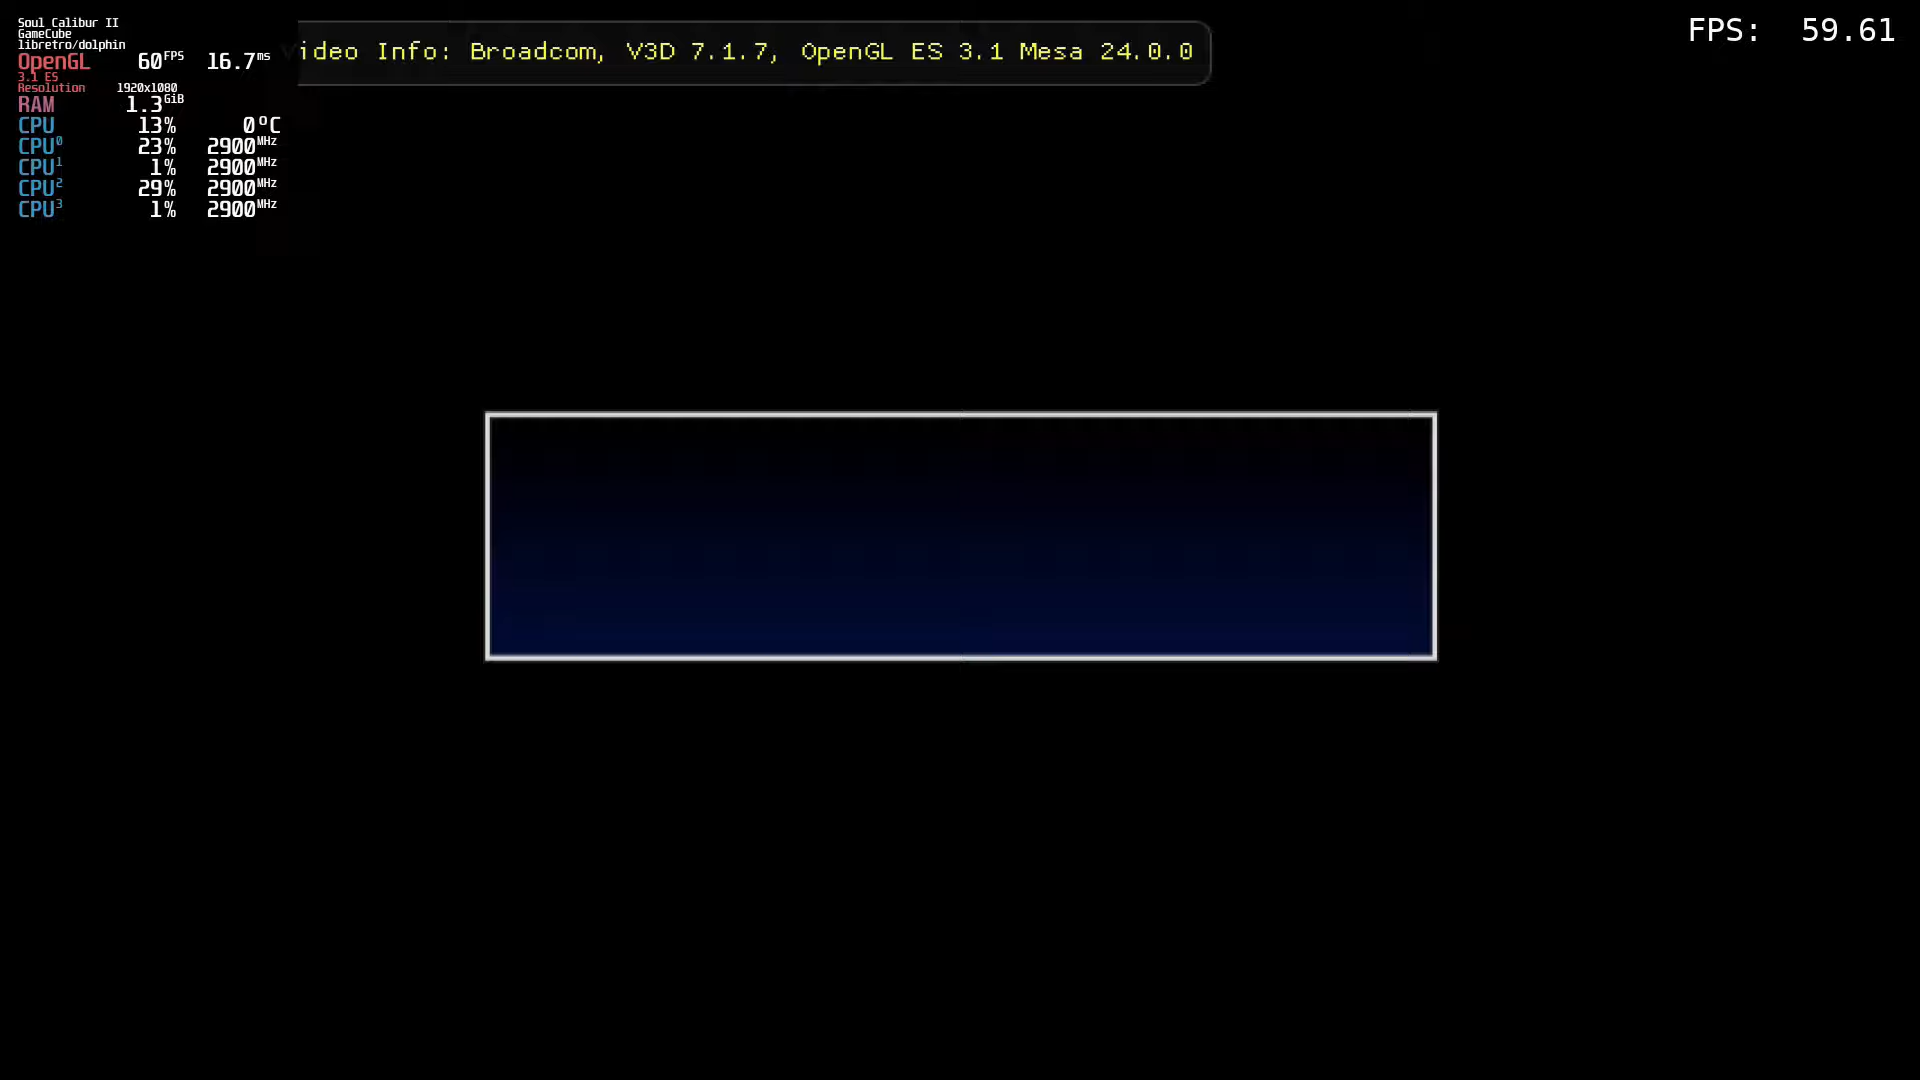 Soul Calibur II
GameCube
libretro/dolphin
OpenGL 60FPS 16.7ms
3.1 ES
Resolution 1920x1080
RAM 1.3GiB
CPU 13% 0°C
CPU0 23% 2900MHz
CPU1 1% 2900MHz
CPU2 29% 2900MHz
CPU3 1% 2900MHz
Video Info: Broadcom, V3D 7.1.7, OpenGL ES 3.1 Mesa 24.0.0
FPS: 59.61